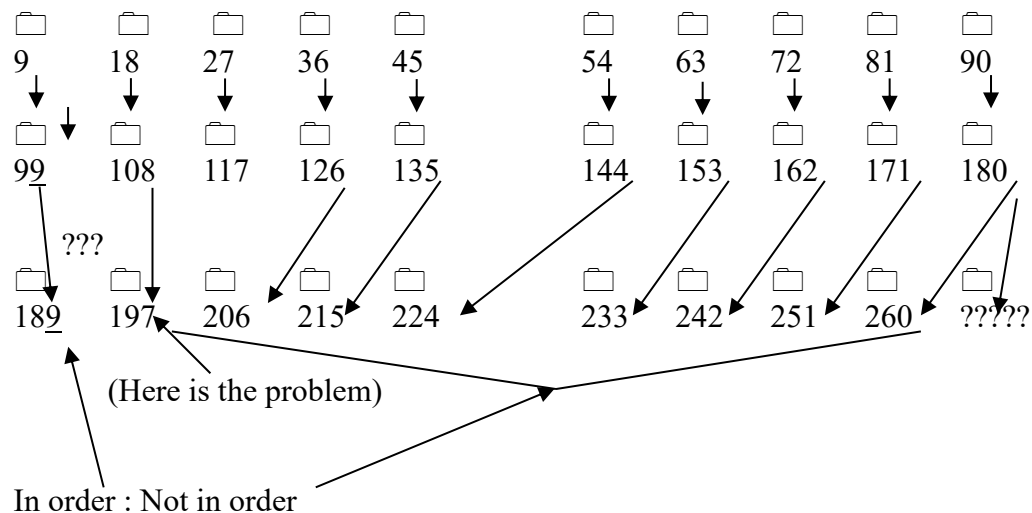 9 18 27 36 45 54 63 72 81 90
99 108 117 126 135 144 153 162 171 180
???
189 197 206 215 224 233 242 251 260 ?????
(Here is the problem)
In order : Not in order